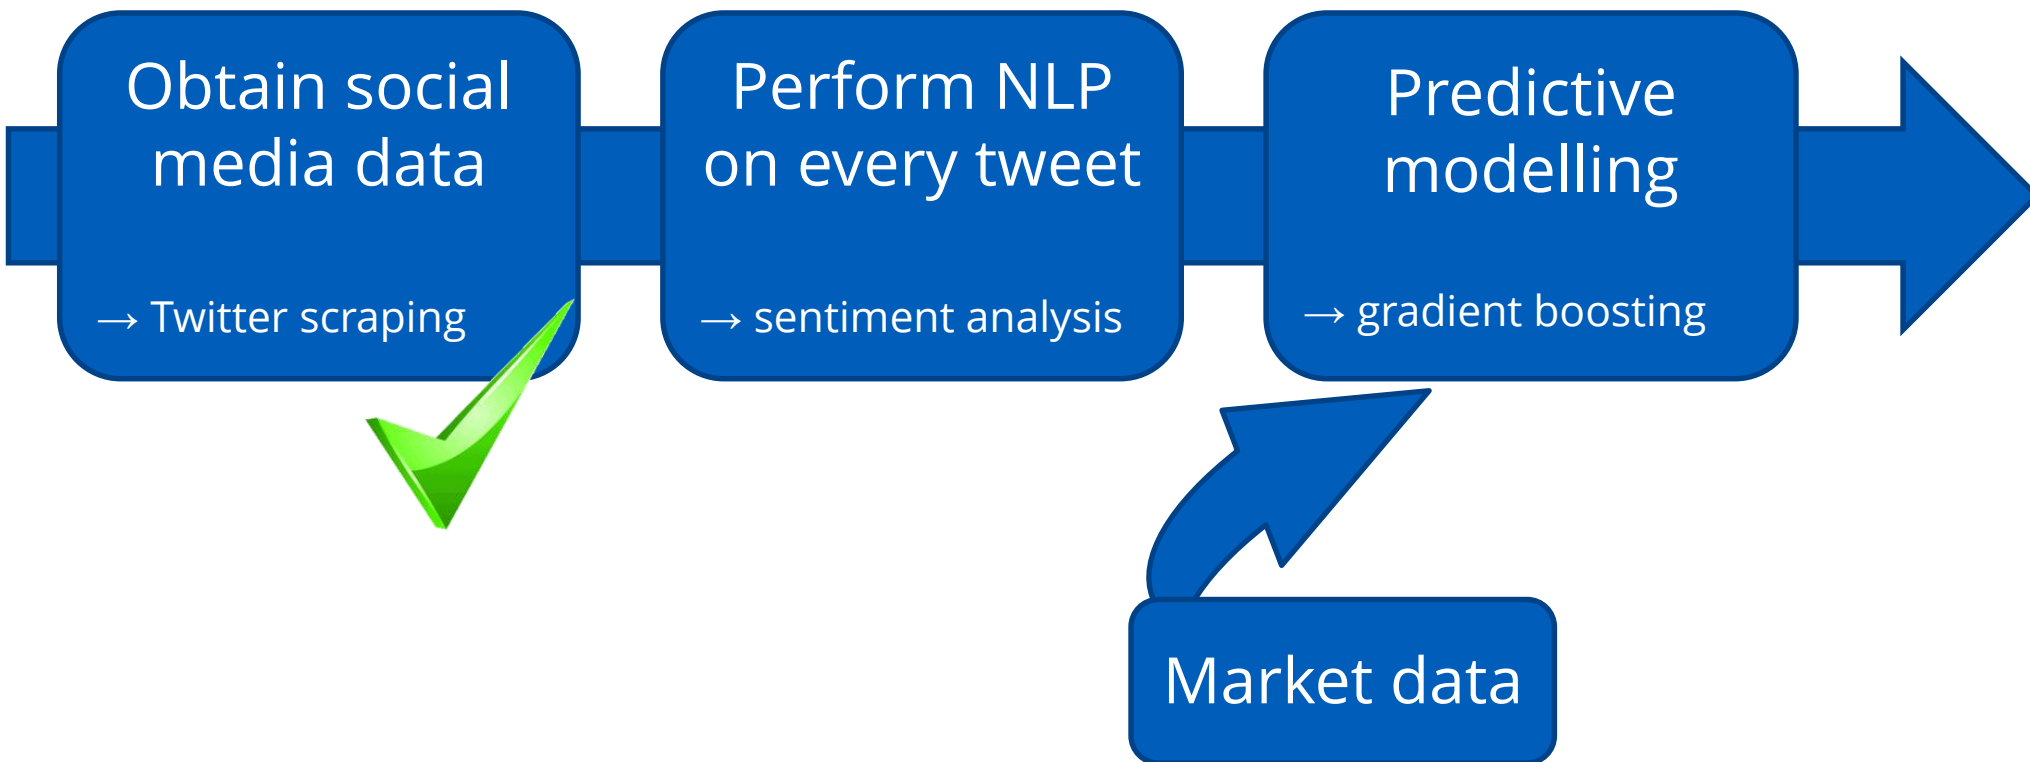 Obtain social
media data
→ Twitter scraping
Perform NLP
on every tweet
→ sentiment analysis
Predictive
modelling
→ gradient boosting
Market data